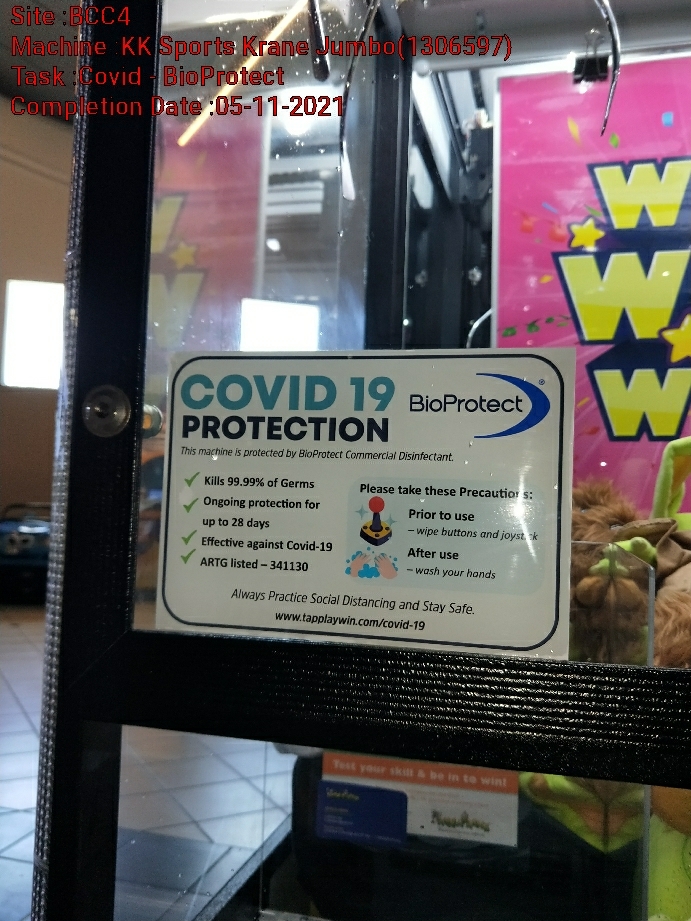 Site :BCC4
Machine :KK Sports Krane Jumbo(1306597)
Task :Covid - BioProtect
Completion Date :05-11-2021
W
W
W
COVID 19
PROTECTION
BioProtect®
This machine is protected by BioProtect Commercial Disinfectant.
Kills 99.99% of Germs
Ongoing protection for
up to 28 days
Effective against Covid-19
ARTG listed – 341130
Please take these Precautions:
Prior to use
– wipe buttons and joystick
After use
– wash your hands
Always Practice Social Distancing and Stay Safe.
www.tapplaywin.com/covid-19
Test your skill & be in to win!